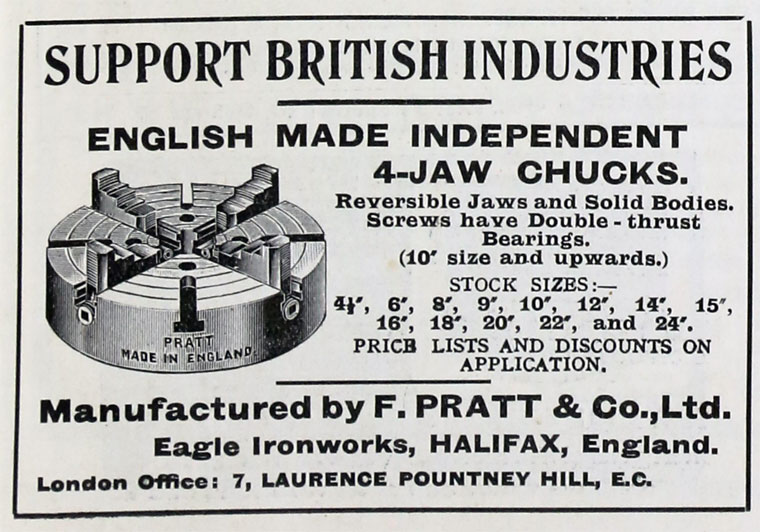 SUPPORT BRITISH INDUSTRIES
ENGLISH MADE INDEPENDENT
4-JAW CHUCKS.
Reversible Jaws and Solid Bodies.
Screws have Double-thrust
Bearings.
(10″ size and upwards.)
STOCK SIZES:—
4½″, 6″, 8″, 9″, 10″, 12″, 14″, 15″,
16″, 18″, 20″, 22″, and 24″.
PRICE LISTS AND DISCOUNTS ON
APPLICATION.
PRATT
MADE IN ENGLAND.
Manufactured by F. PRATT & Co., Ltd.
Eagle Ironworks, HALIFAX, England.
London Office: 7, LAURENCE POUNTNEY HILL, E.C.